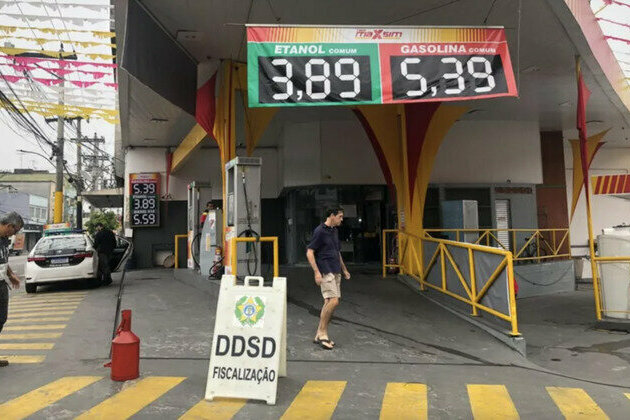 MAXSIM
ETANOL COMUM
GASOLINA COMUM
3,89
5,39
5.39
3.89
5.59
DDSD
FISCALIZAÇÃO